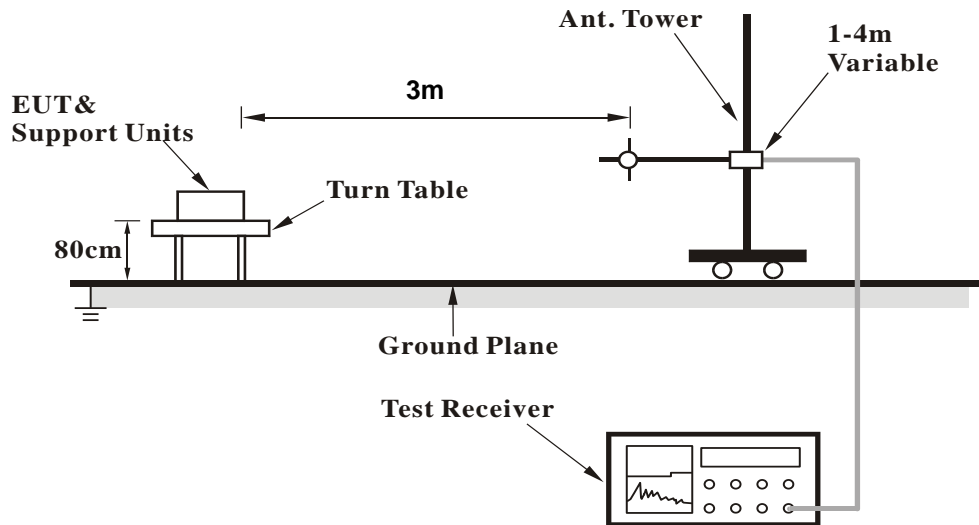 Ant. Tower
1-4m
Variable
3m
EUT&
Support Units
Turn Table
80cm
Ground Plane
Test Receiver